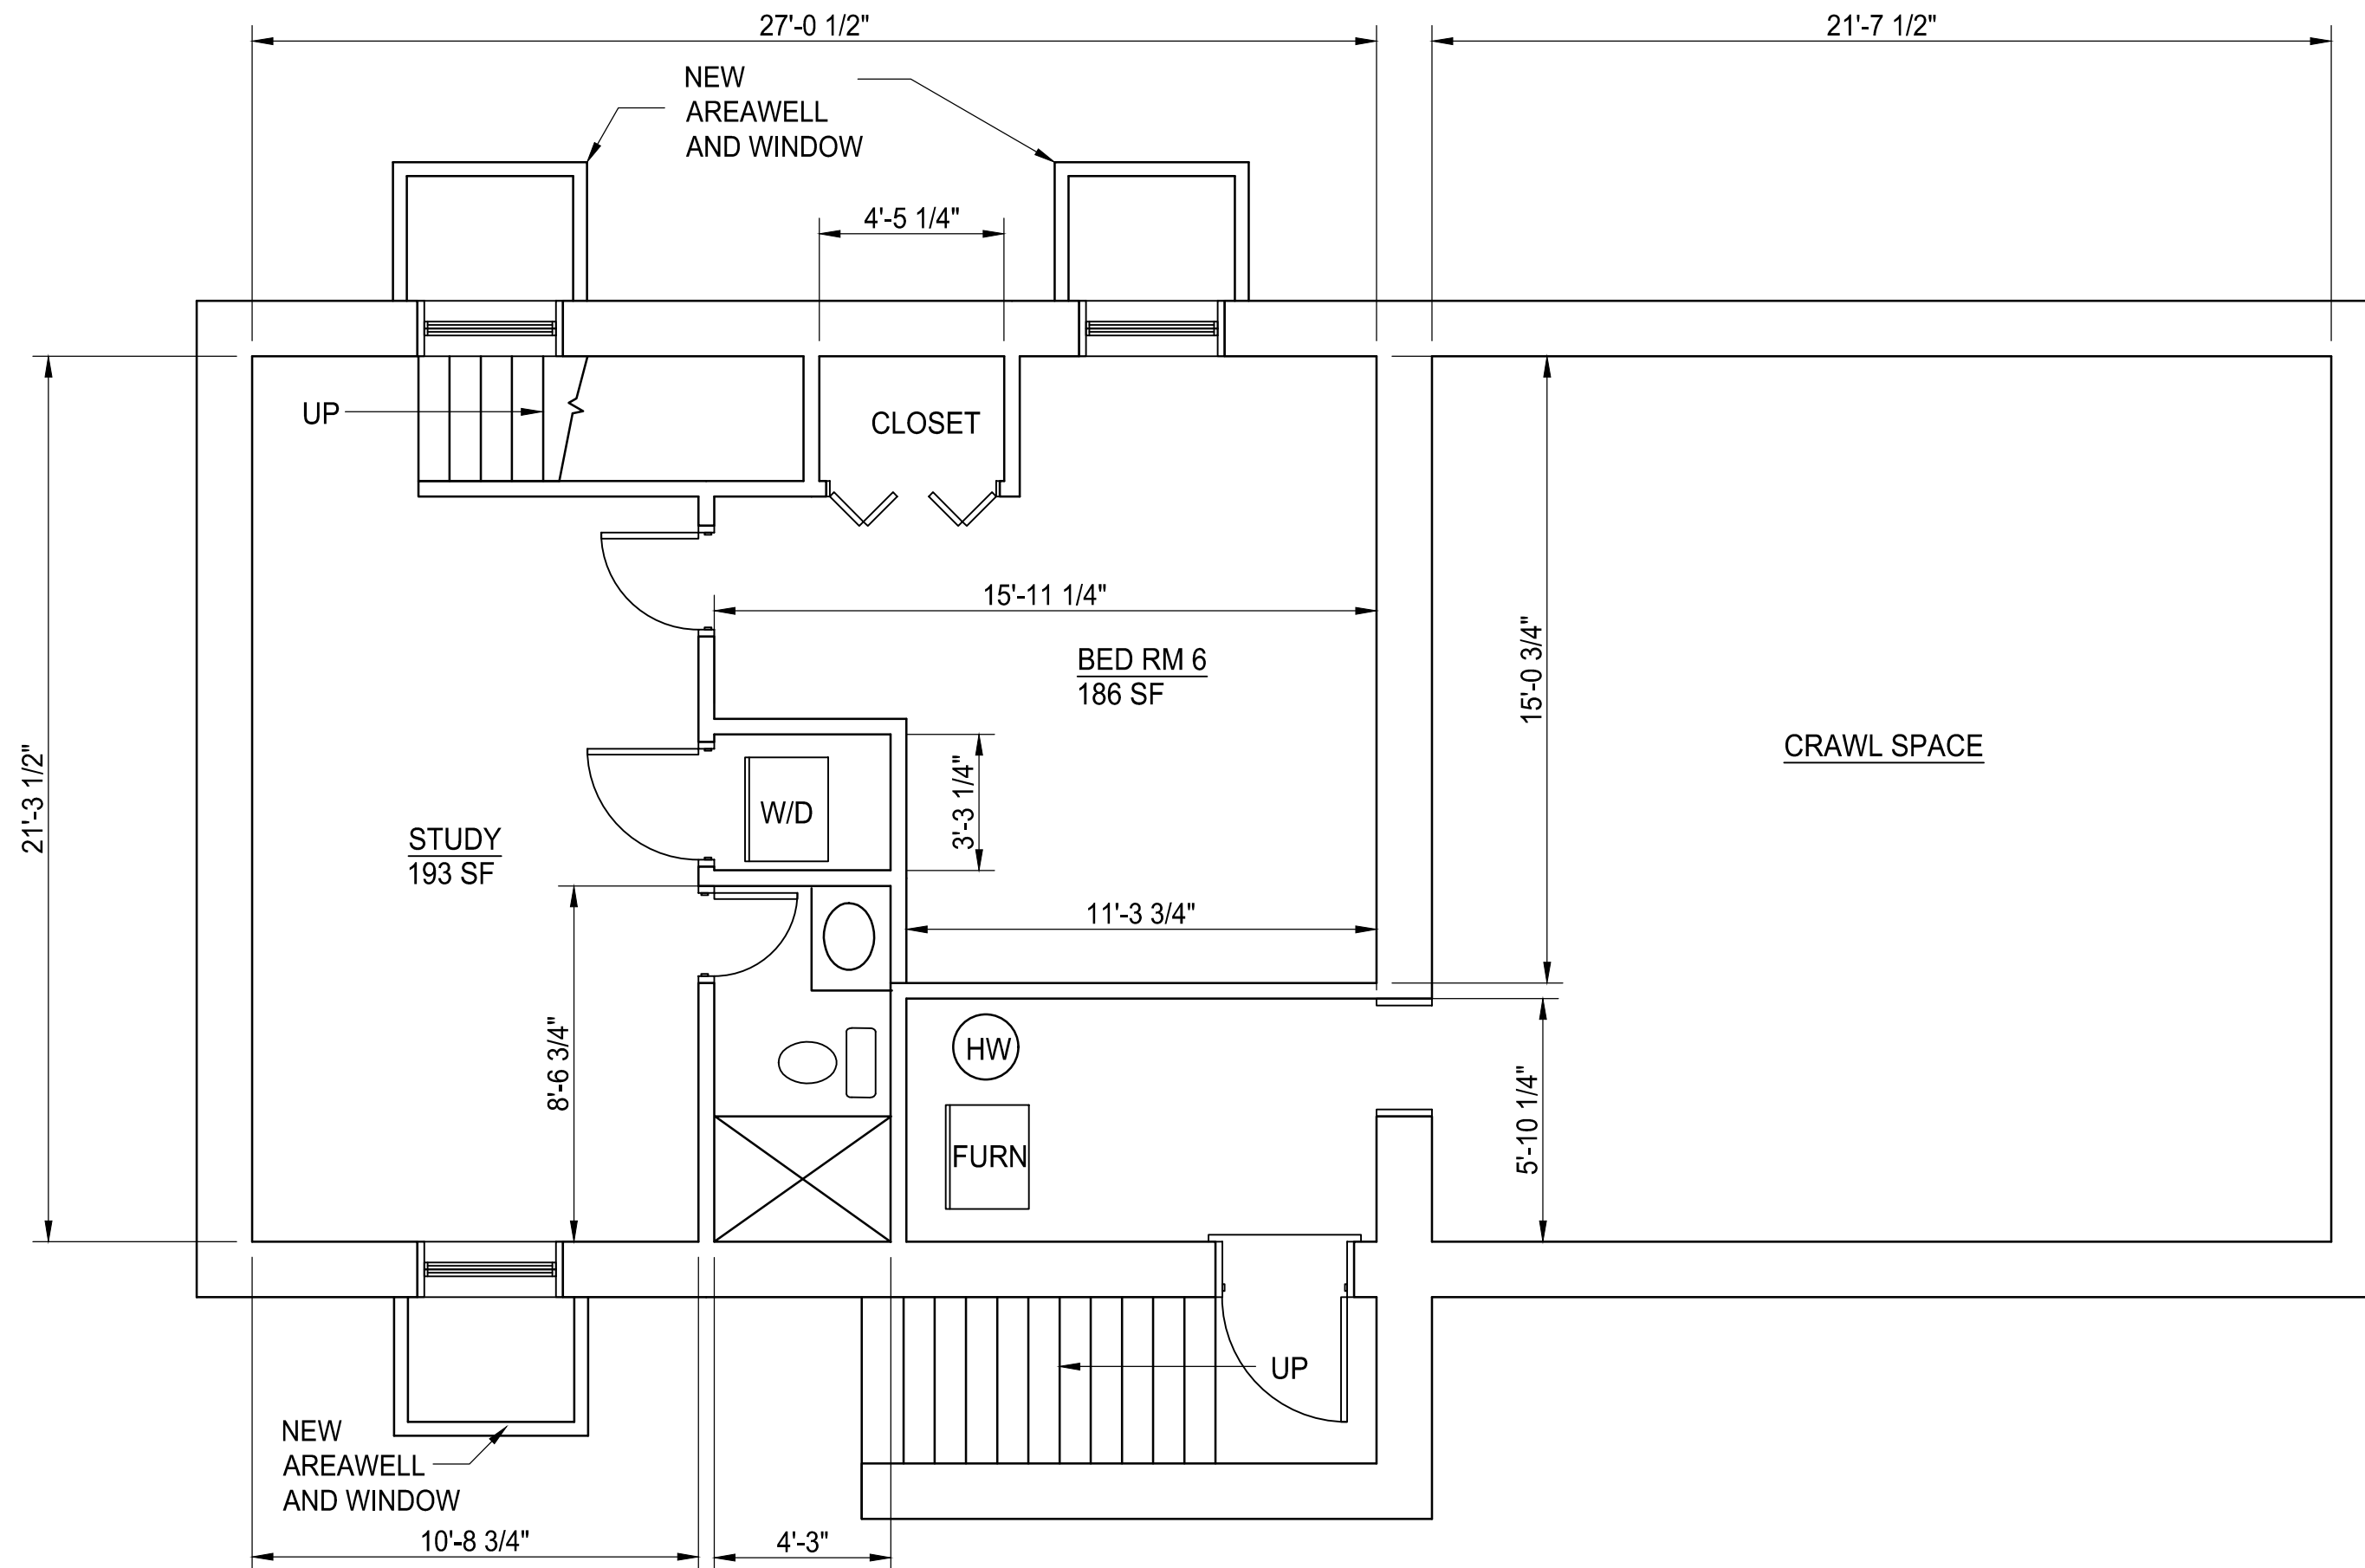 27'-0 1/2"
21'-7 1/2"
NEW
AREAWELL
AND WINDOW
4'-5 1/4"
UP
CLOSET
15'-11 1/4"
BED RM 6
186 SF
15'-0 3/4"
CRAWL SPACE
21'-3 1/2"
W/D
3'-3 1/4"
STUDY
193 SF
11'-3 3/4"
8'-6 3/4"
HW
FURN
5'-10 1/4"
UP
NEW
AREAWELL
AND WINDOW
10'-8 3/4"
4'-3"